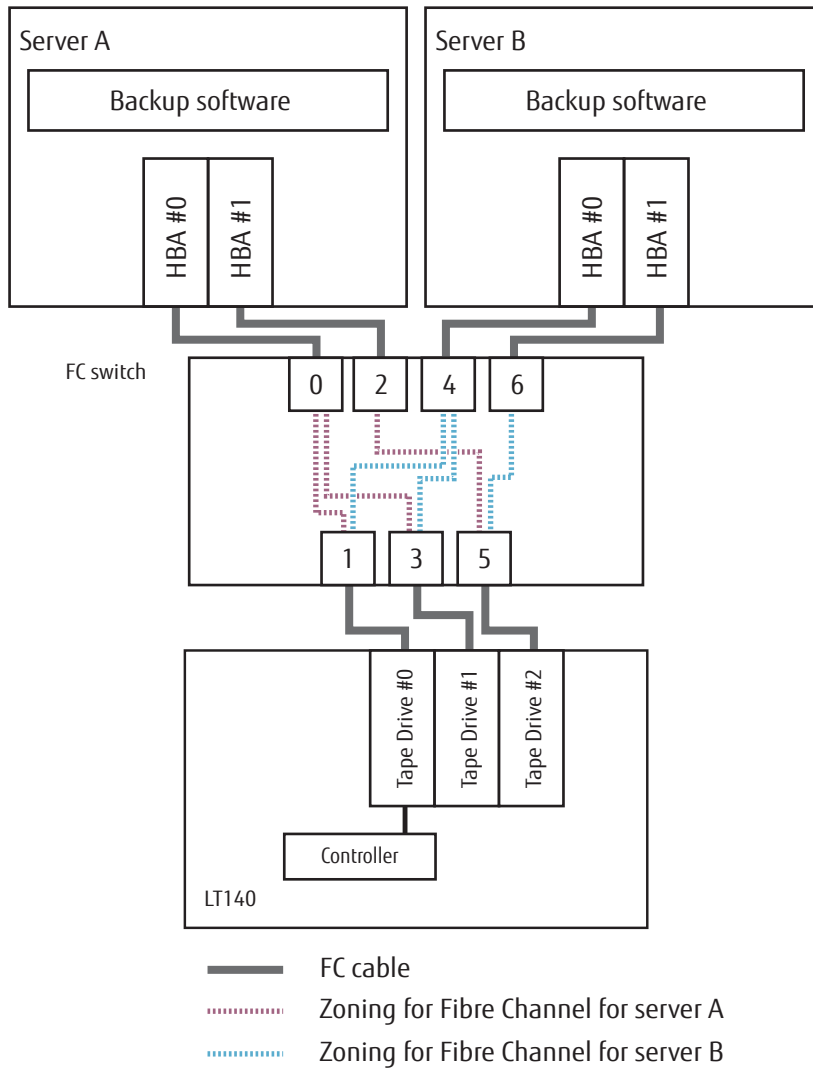 Server A
Server B
Backup software
Backup software
HBA #0
HBA #1
HBA #0
HBA #1
FC switch
0
2
4
6
1
3
5
Tape Drive #0
Tape Drive #1
Tape Drive #2
Controller
LT140
FC cable
Zoning for Fibre Channel for server A
Zoning for Fibre Channel for server B